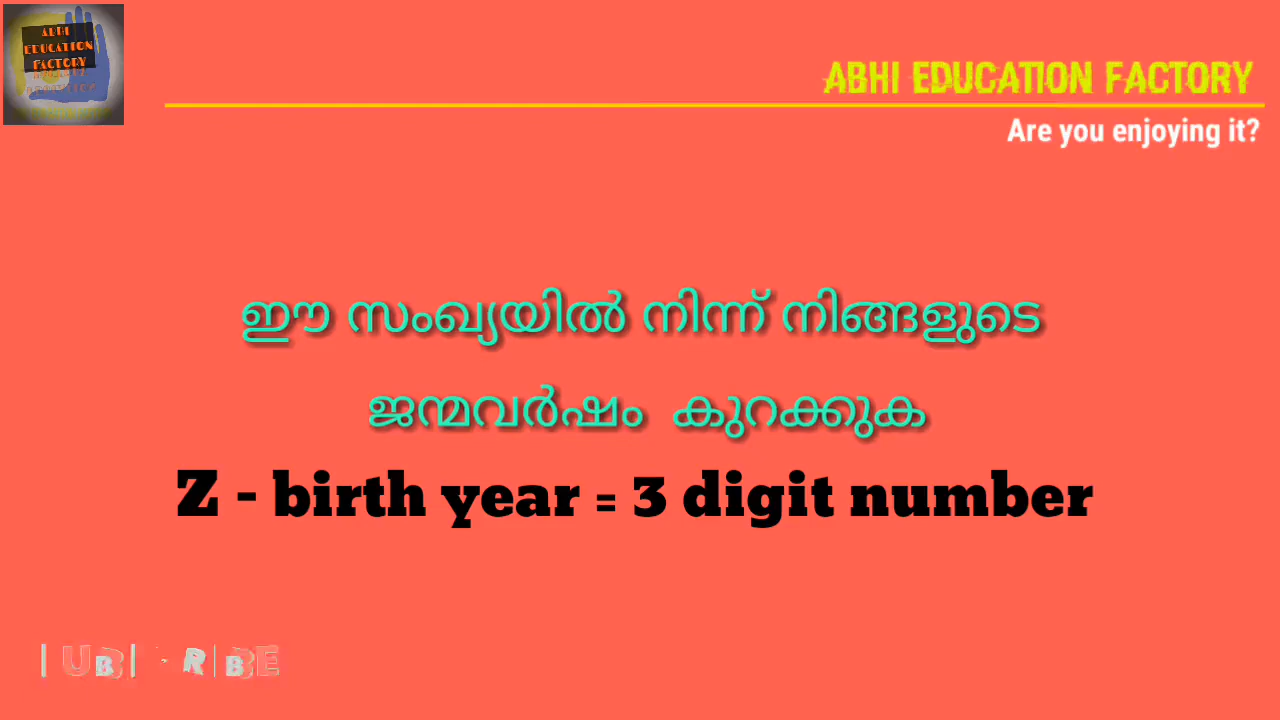 ABHI
EDUCATION
FACTORY
ABHI EDUCATION FACTORY
Are you enjoying it?
ഈ സംഖ്യയിൽ നിന്ന് നിങ്ങളുടെ
ജന്മവർഷം കുറക്കുക
Z - birth year = 3 digit number